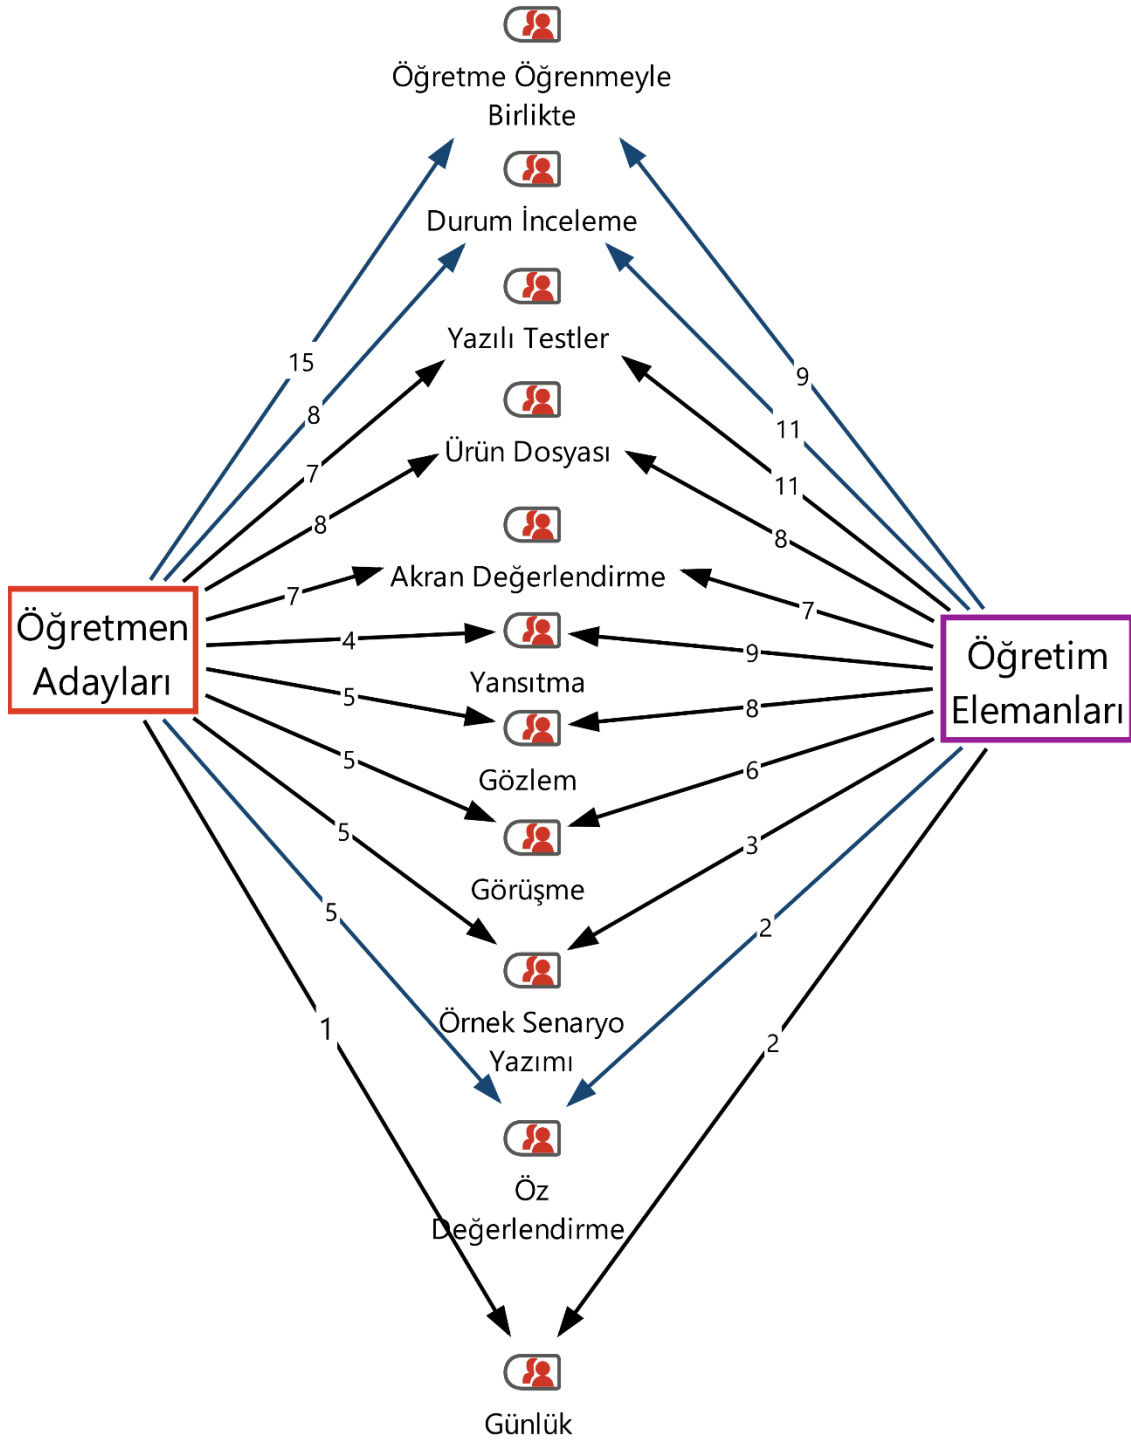 Öğretme Öğrenmeyle
Birlikte
Durum İnceleme
Yazılı Testler
15
9
8
11
Ürün Dosyası
7
11
8
8
Akran Değerlendirme
7
7
Öğretmen
Adayları
4
9
Öğretim
Elemanları
Yansıtma
5
8
Gözlem
5
6
5
3
Görüşme
5
2
Örnek Senaryo
Yazımı
1
2
Öz
Değerlendirme
Günlük